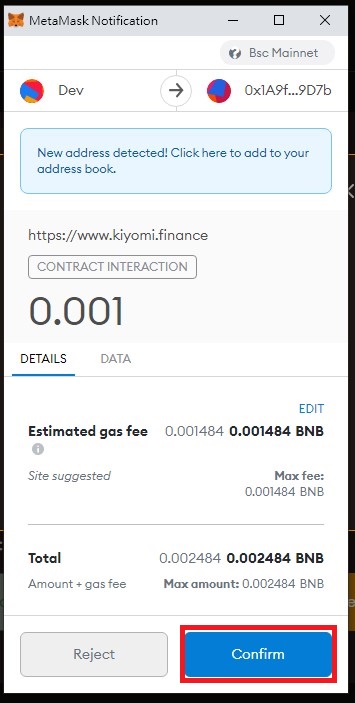 MetaMask Notification
Bsc Mainnet
Dev
0x1A9f...9D7b
New address detected! Click here to add to your
address book.
https://www.kiyomi.finance
CONTRACT INTERACTION
0.001
DETAILS DATA
EDIT
Estimated gas fee 0.001484 0.001484 BNB
Site suggested Max fee:
0.001484 BNB
Total 0.002484 0.002484 BNB
Amount + gas fee Max amount: 0.002484 BNB
Reject Confirm